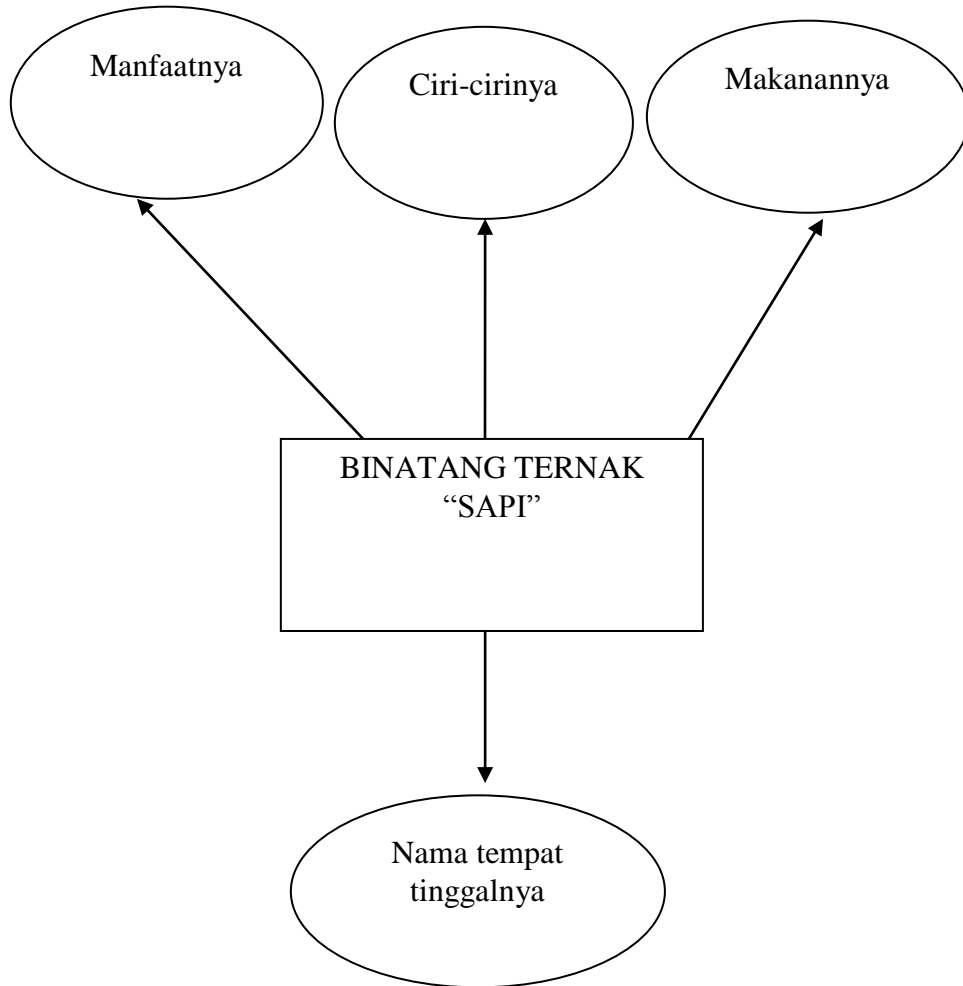 Manfaatnya
Ciri-cirinya
Makanannya
BINATANG TERNAK
“SAPI”
Nama tempat
tinggalnya